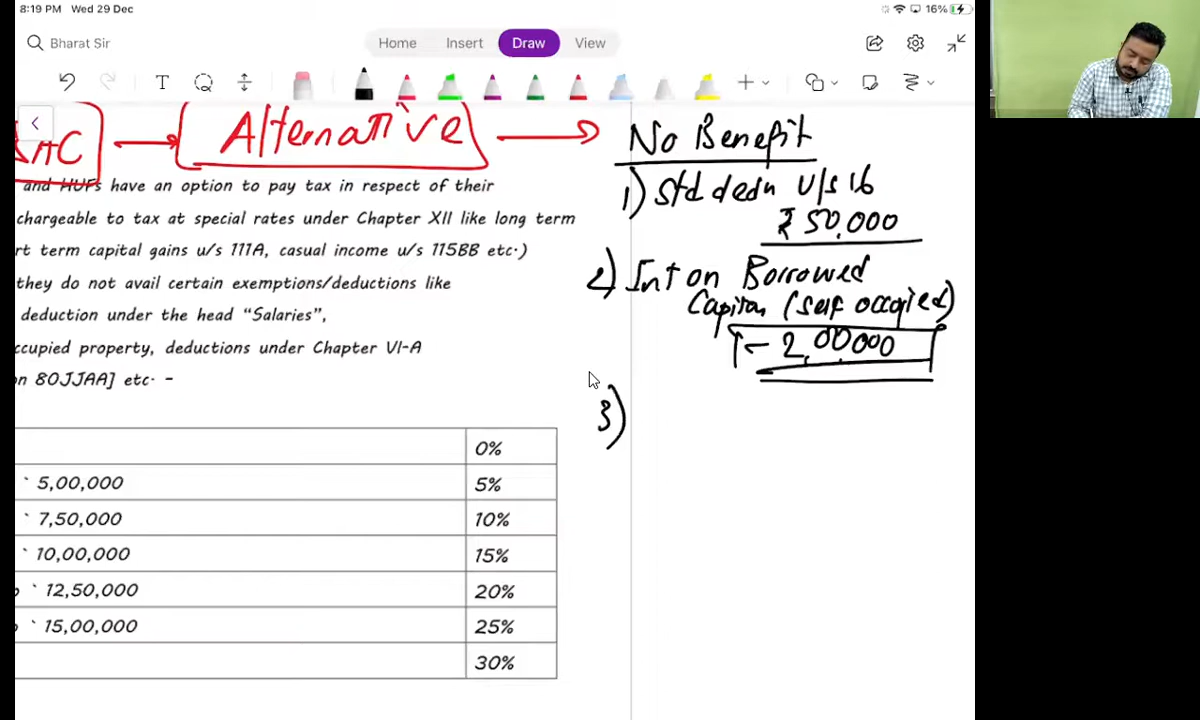 8:19 PM Wed 29 Dec
16%
Bharat Sir
Home Insert Draw View
T
Alternative
No Benefit
and HUFs have an option to pay tax in respect of their
chargeable to tax at special rates under Chapter XII like long term
rt term capital gains u/s 111A, casual income u/s 115BB etc.)
they do not avail certain exemptions/deductions like
deduction under the head “Salaries”,
ccupied property, deductions under Chapter VI-A
n 80JJAA] etc. -
0%
` 5,00,000 5%
` 7,50,000 10%
` 10,00,000 15%
` 12,50,000 20%
` 15,00,000 25%
30%
1) Std dedn U/s 16
₹ 50,000
2) Int on Borrowed
Capital (self occupied)
- 2,00,000
3)